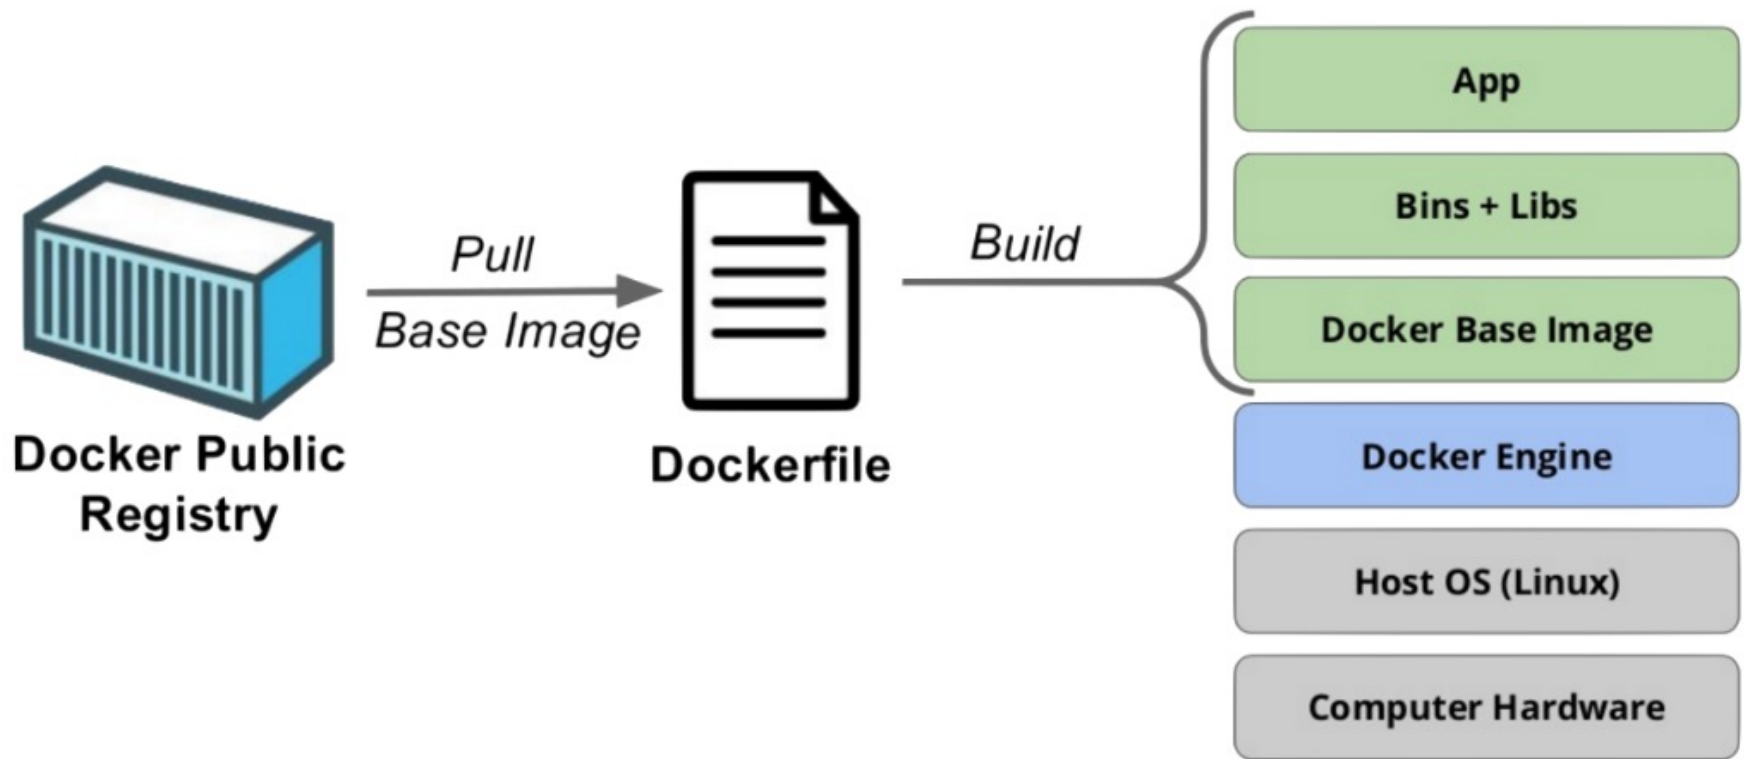 Docker Public
Registry
Pull
Base Image
Dockerfile
Build
App
Bins + Libs
Docker Base Image
Docker Engine
Host OS (Linux)
Computer Hardware